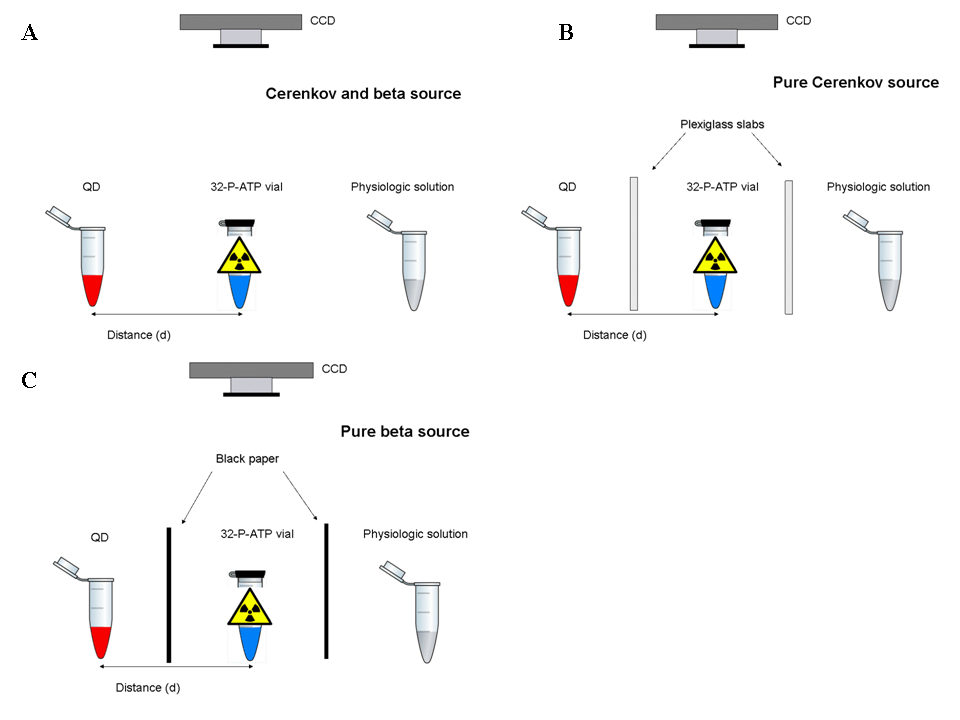 A
CCD
Cerenkov and beta source
QD
32-P-ATP vial
Physiologic solution
Distance (d)
B
CCD
Pure Cerenkov source
Plexiglass slabs
QD
32-P-ATP vial
Physiologic solution
Distance (d)
C
CCD
Pure beta source
Black paper
QD
32-P-ATP vial
Physiologic solution
Distance (d)